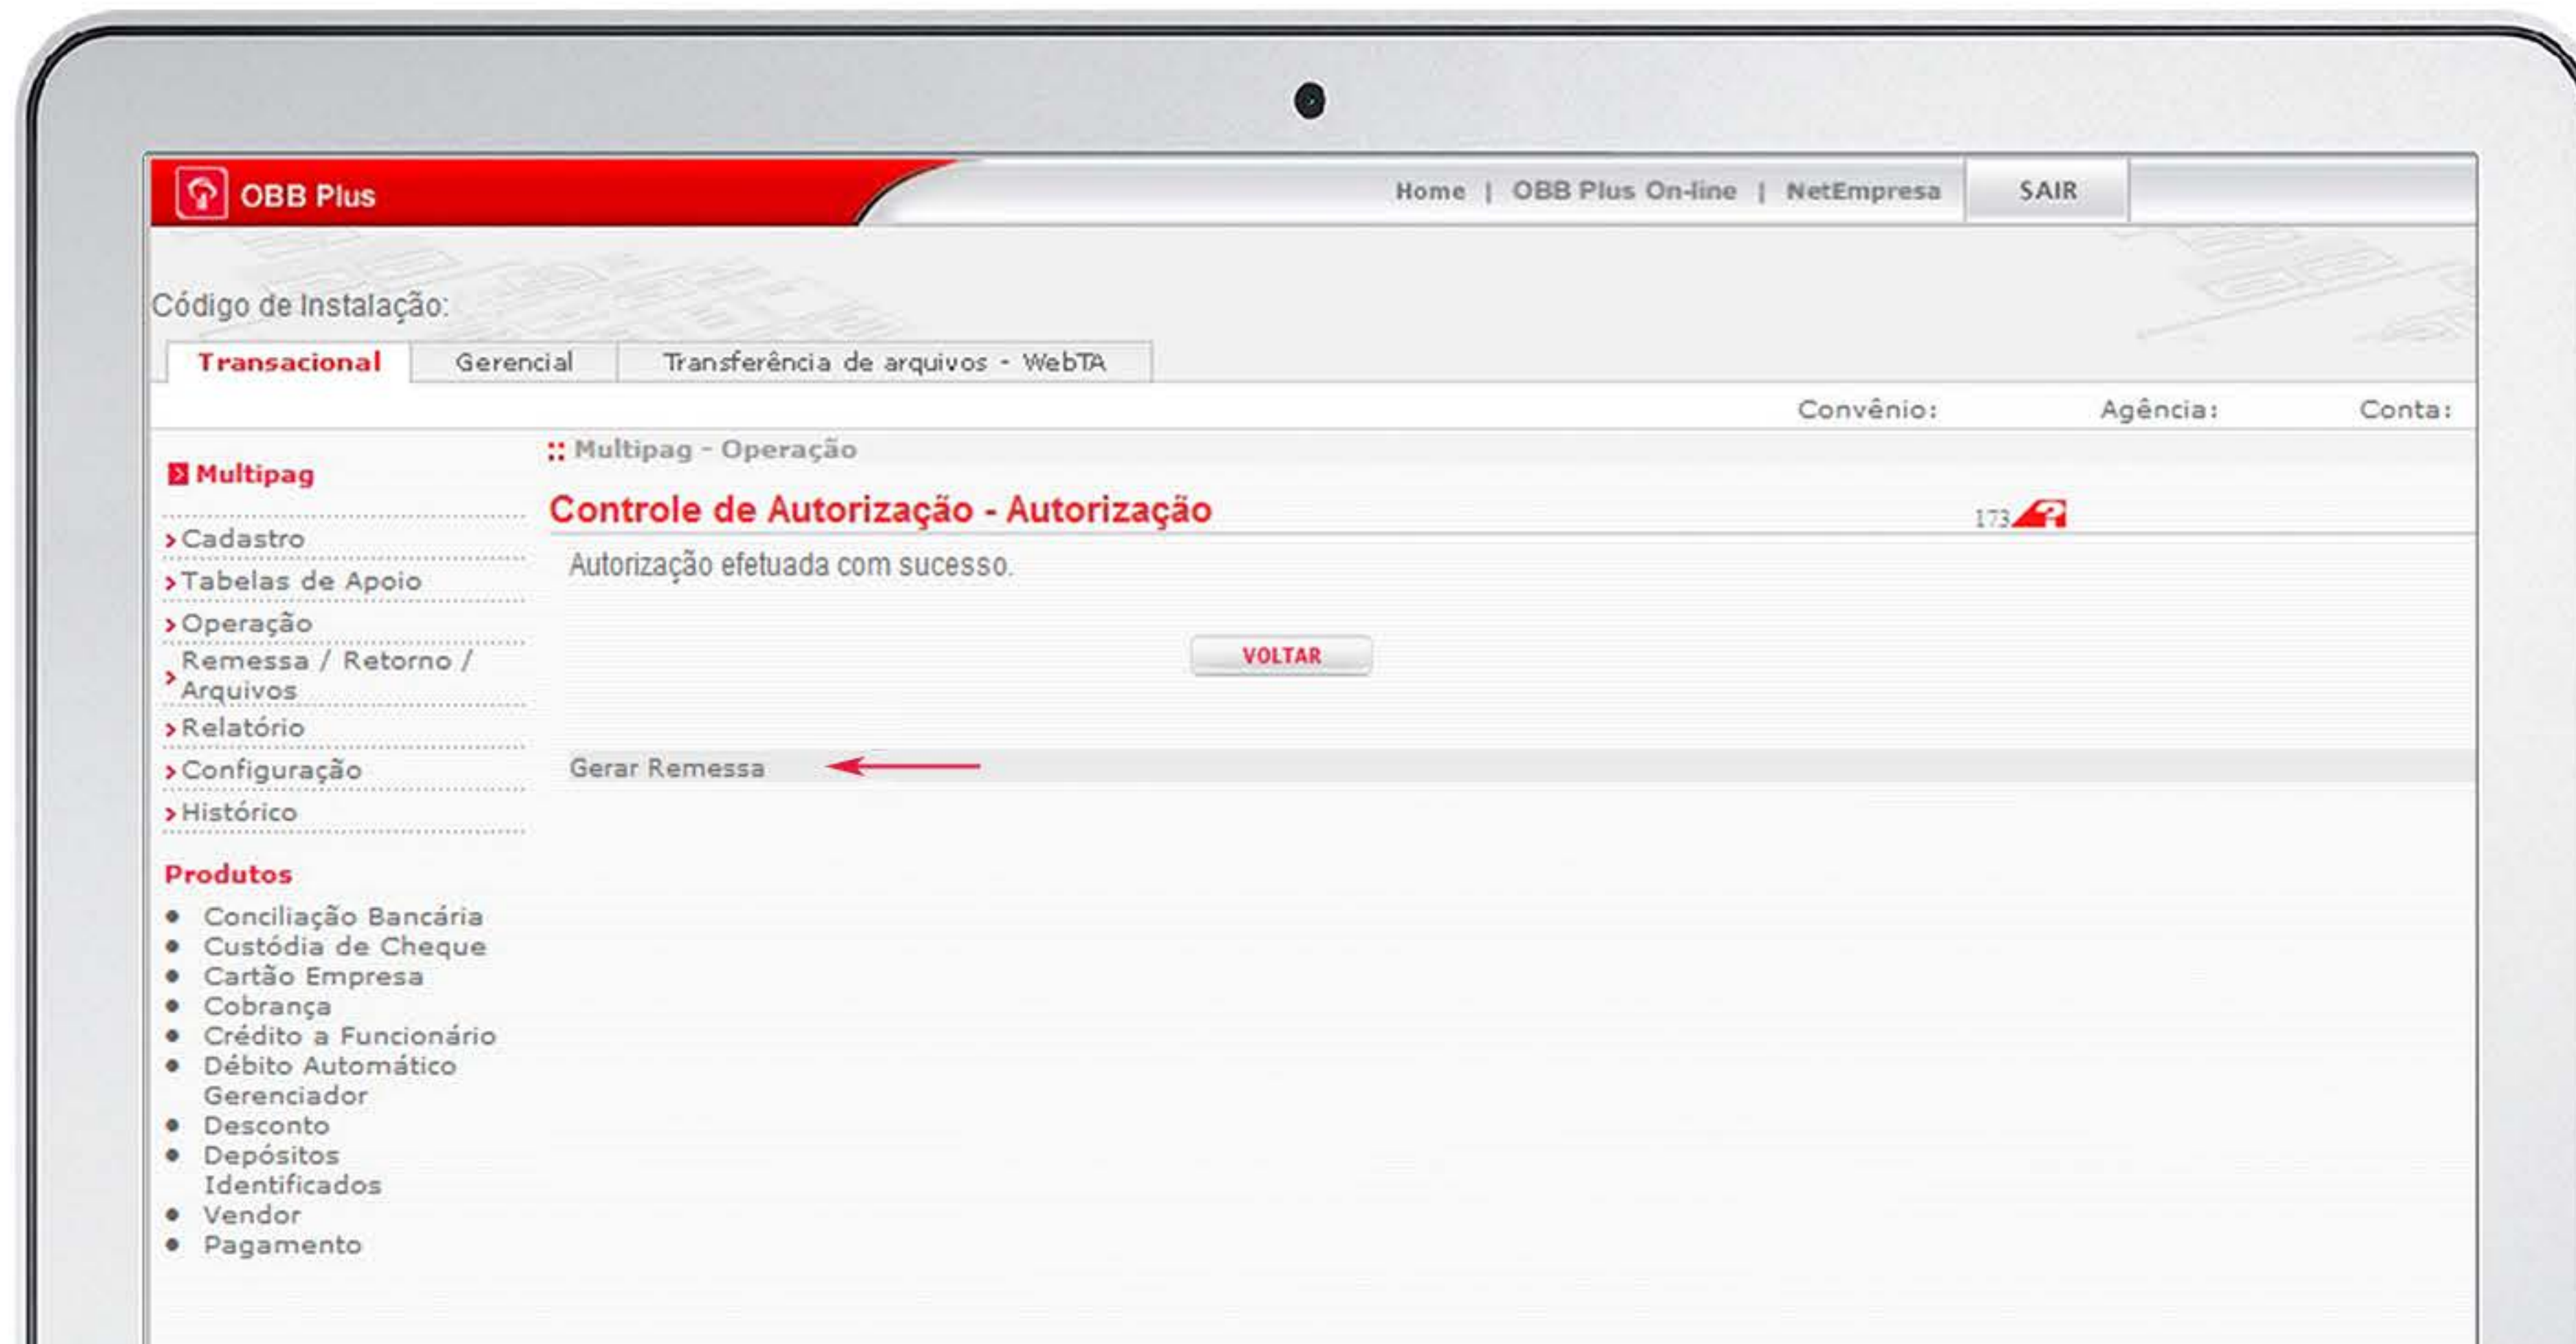 OBB Plus
Home | OBB Plus On-line | NetEmpresa SAIR
Código de Instalação:
Transacional Gerencial Transferência de arquivos - WebTA
Convênio: Agência: Conta:
:: Multipag - Operação
Multipag
Controle de Autorização - Autorização
173 ?
Cadastro
Autorização efetuada com sucesso.
Tabelas de Apoio
Operação
Remessa / Retorno /
Arquivos
VOLTAR
Relatório
Configuração
Gerar Remessa
Histórico
Produtos
• Conciliação Bancária
• Custódia de Cheque
• Cartão Empresa
• Cobrança
• Crédito a Funcionário
• Débito Automático
Gerenciador
• Desconto
• Depósitos
Identificados
• Vendor
• Pagamento